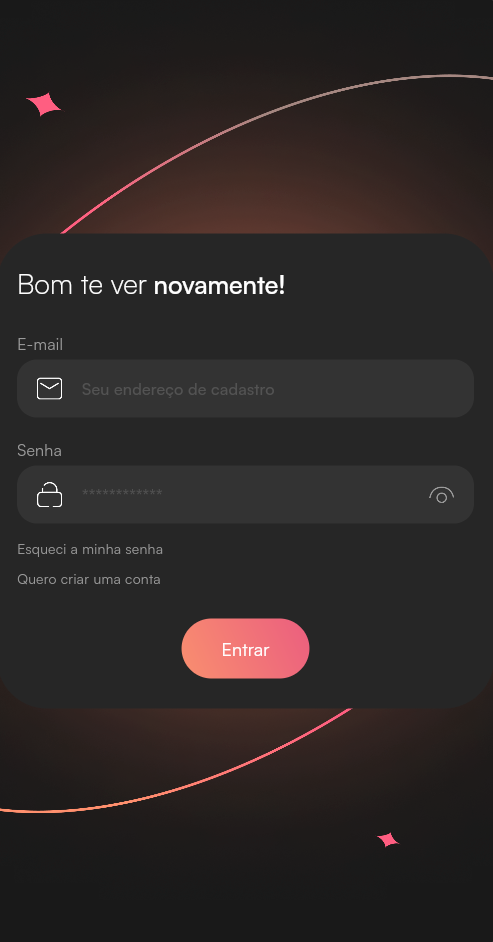 Bom te ver novamente!
E-mail
Seu endereço de cadastro
Senha
************
Esqueci a minha senha
Quero criar uma conta
Entrar